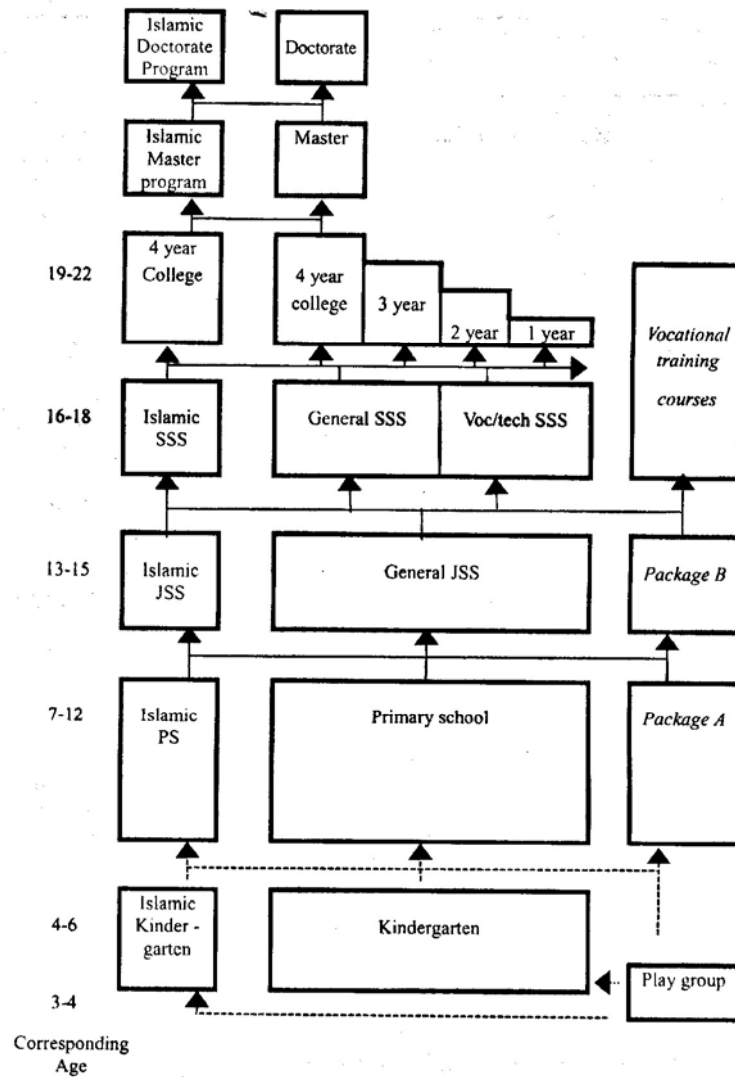 Islamic
Doctorate
Program
Doctorate
Islamic
Master
program
Master
19-22
4 year
College
4 year
college
3 year
2 year
1 year
Vocational
training
courses
16-18
Islamic
SSS
General SSS
Voc/tech SSS
13-15
Islamic
JSS
General JSS
Package B
7-12
Islamic
PS
Primary school
Package A
4-6
Islamic
Kinder -
garten
Kindergarten
Play group
3-4
Corresponding
Age